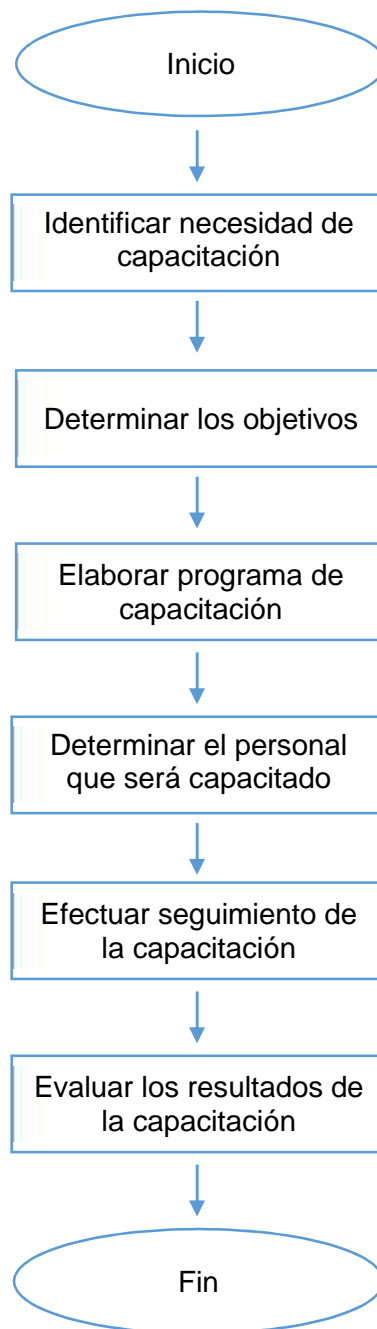 Inicio
Identificar necesidad de
capacitación
Determinar los objetivos
Elaborar programa de
capacitación
Determinar el personal
que será capacitado
Efectuar seguimiento de
la capacitación
Evaluar los resultados de
la capacitación
Fin